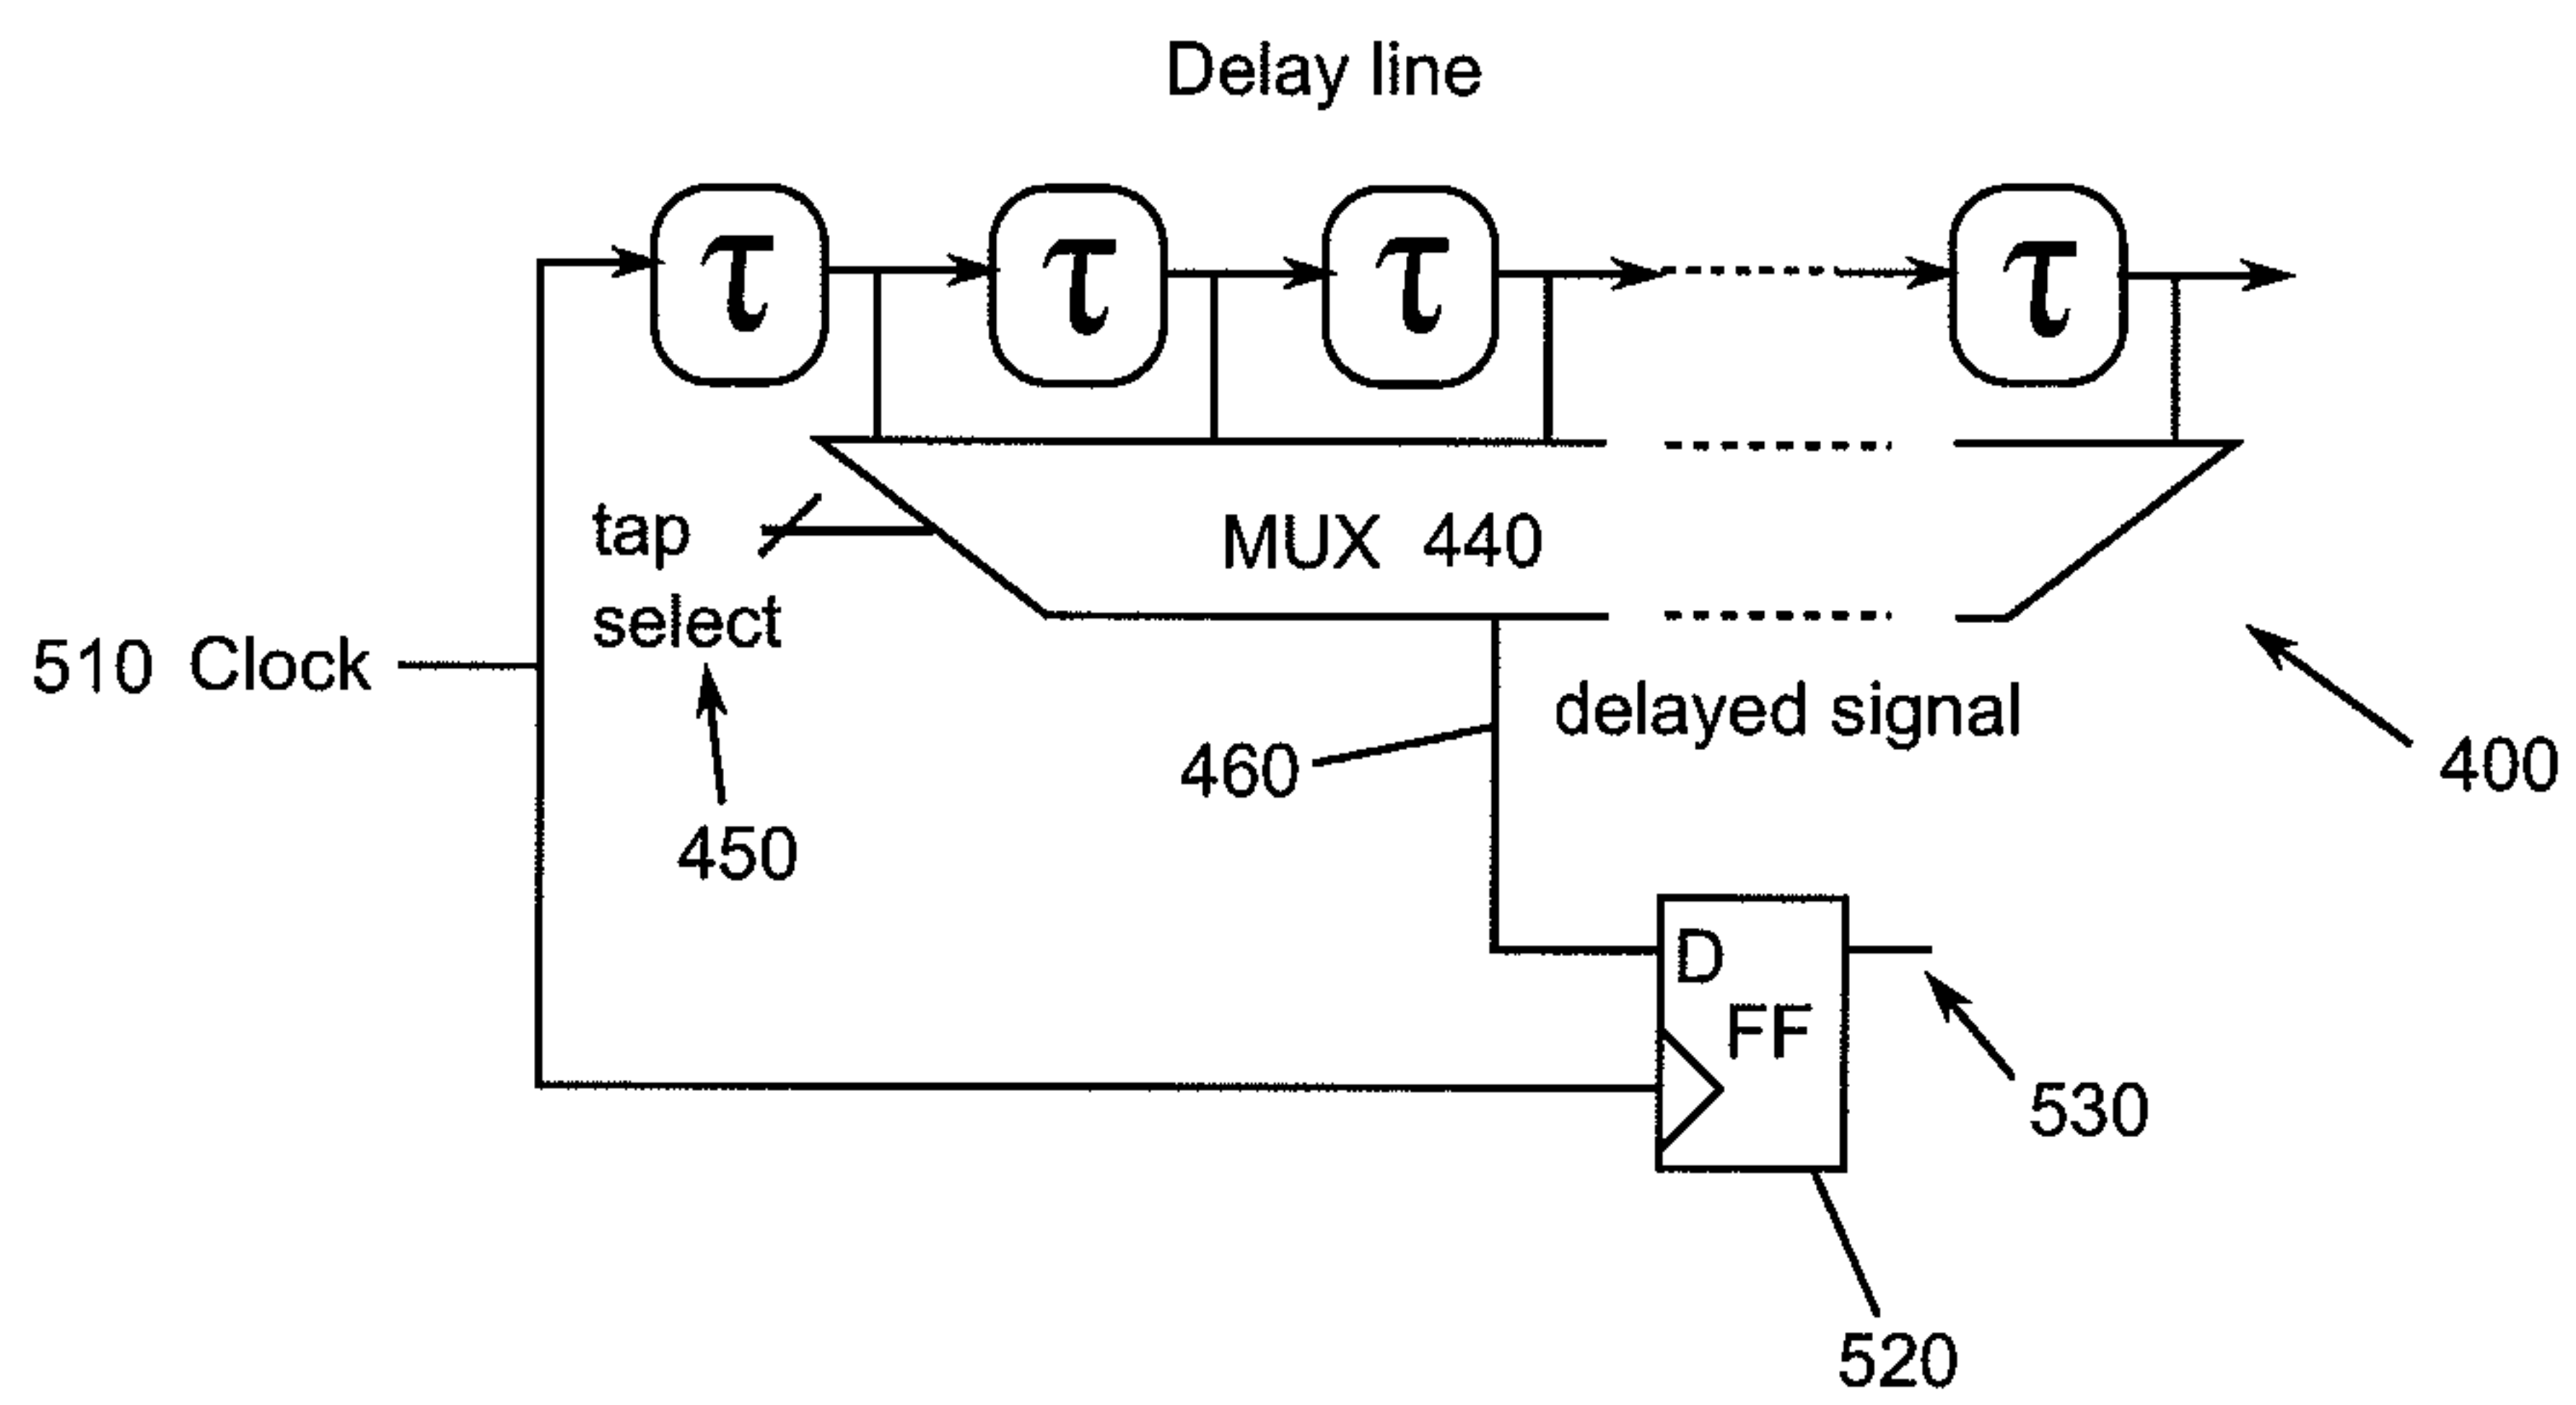 Delay line
τ τ τ τ
tap
select
MUX 440
510 Clock
delayed signal
460
400
450
D
FF
530
520